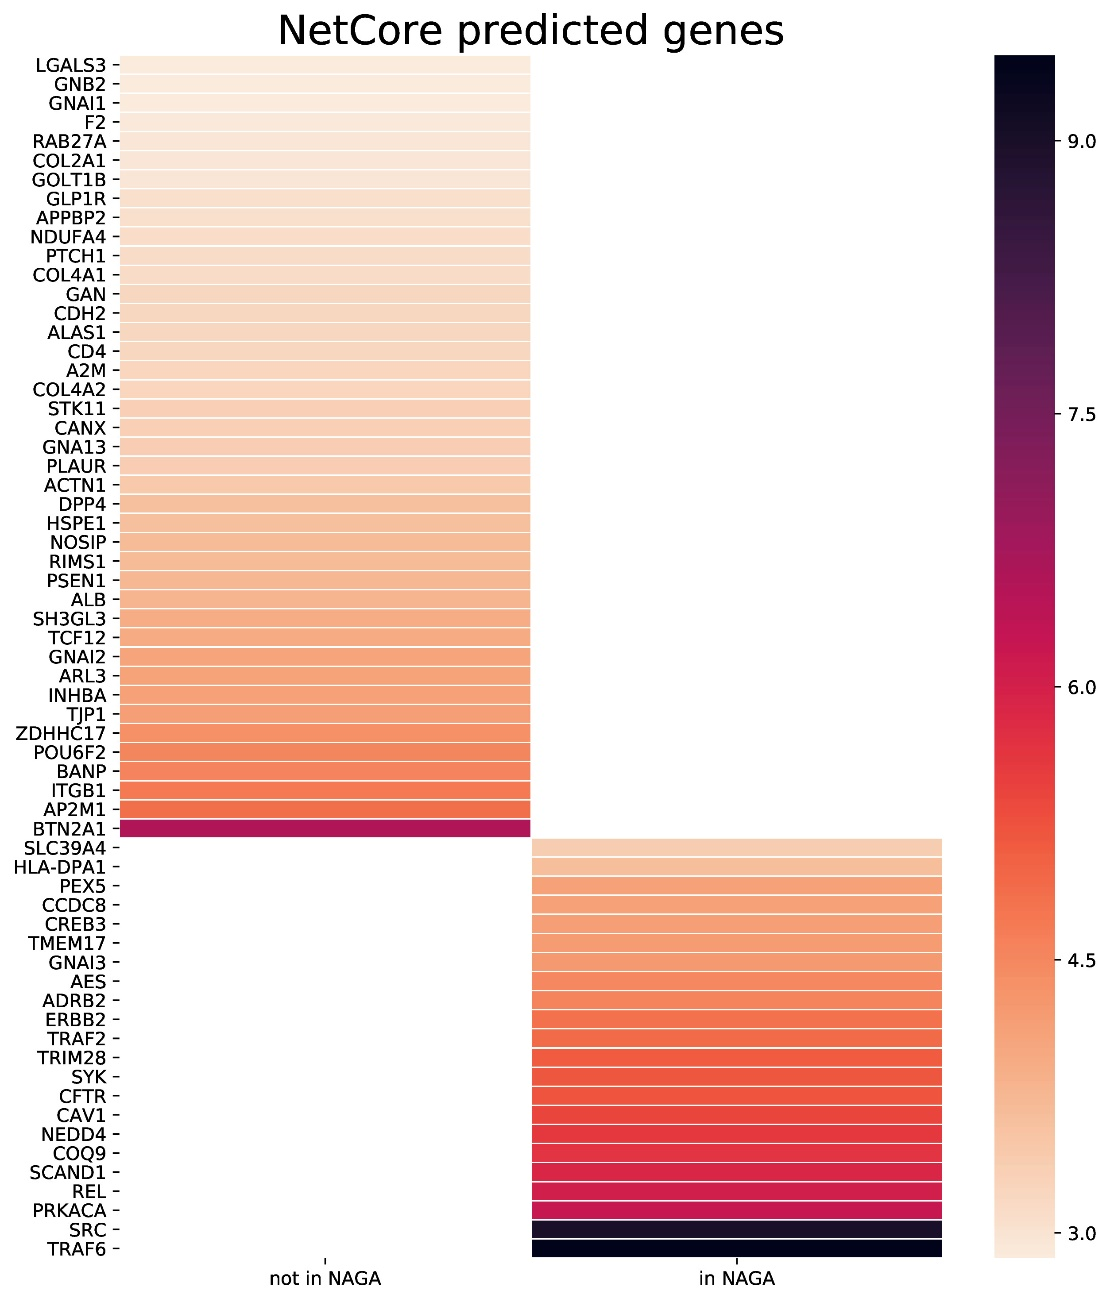 NetCore predicted genes
LGALS3
GNB2
GNAI1
F2
RAB27A
COL2A1
GOLT1B
GLP1R
APPBP2
NDUFA4
PTCH1
COL4A1
GAN
CDH2
ALAS1
CD4
A2M
COL4A2
STK11
CANX
GNA13
PLAUR
ACTN1
DPP4
HSPE1
NOSIP
RIMS1
PSEN1
ALB
SH3GL3
TCF12
GNAI2
ARL3
INHBA
TJP1
ZDHHC17
POU6F2
BANP
ITGB1
AP2M1
BTN2A1
SLC39A4
HLA-DPA1
PEX5
CCDC8
CREB3
TMEM17
GNAI3
AES
ADRB2
ERBB2
TRAF2
TRIM28
SYK
CFTR
CAV1
NEDD4
COQ9
SCAND1
REL
PRKACA
SRC
TRAF6
not in NAGA
in NAGA
9.0
7.5
6.0
4.5
3.0